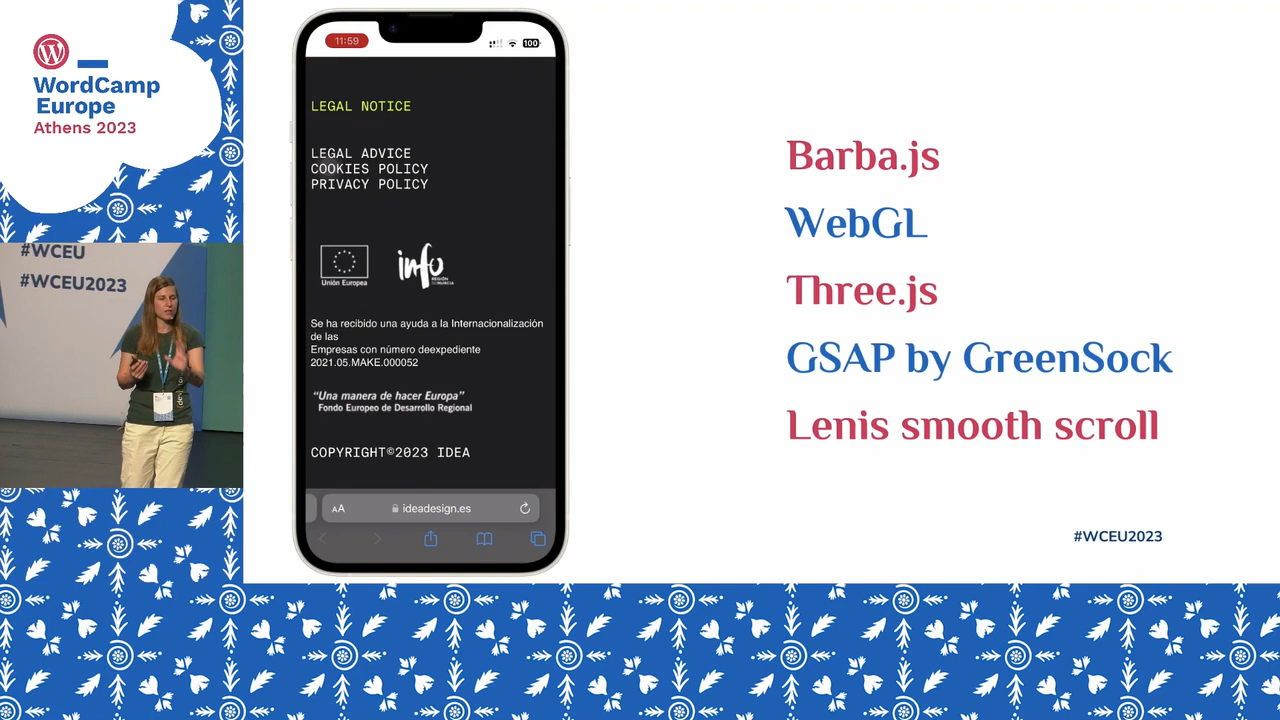 WordCamp
Europe
Athens 2023
#WCEU
#WCEU2023
11:59
100
LEGAL NOTICE
LEGAL ADVICE
COOKIES POLICY
PRIVACY POLICY
Unión Europea
info
REGIÓN
DE MURCIA
Se ha recibido una ayuda a la Internacionalización
de las
Empresas con número deexpediente
2021.05.MAKE.000052
“Una manera de hacer Europa”
Fondo Europeo de Desarrollo Regional
COPYRIGHT©2023 IDEA
AA
ideadesign.es
Barba.js
WebGL
Three.js
GSAP by GreenSock
Lenis smooth scroll
#WCEU2023